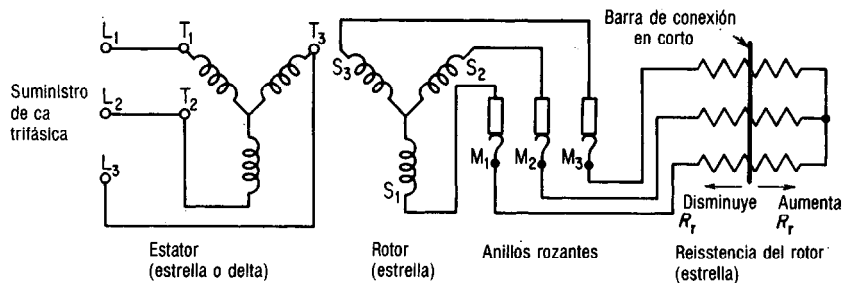 Barra de conexión
en corto
L1
T1
T3
S3
S2
Suministro
de ca
trifásica
L2
T2
L3
S1
M1
M2
M3
Disminuye
Rr
Aumenta
Rr
Estator
(estrella o delta)
Rotor
(estrella)
Anillos rozantes
Reisstencia del rotor
(estrella)